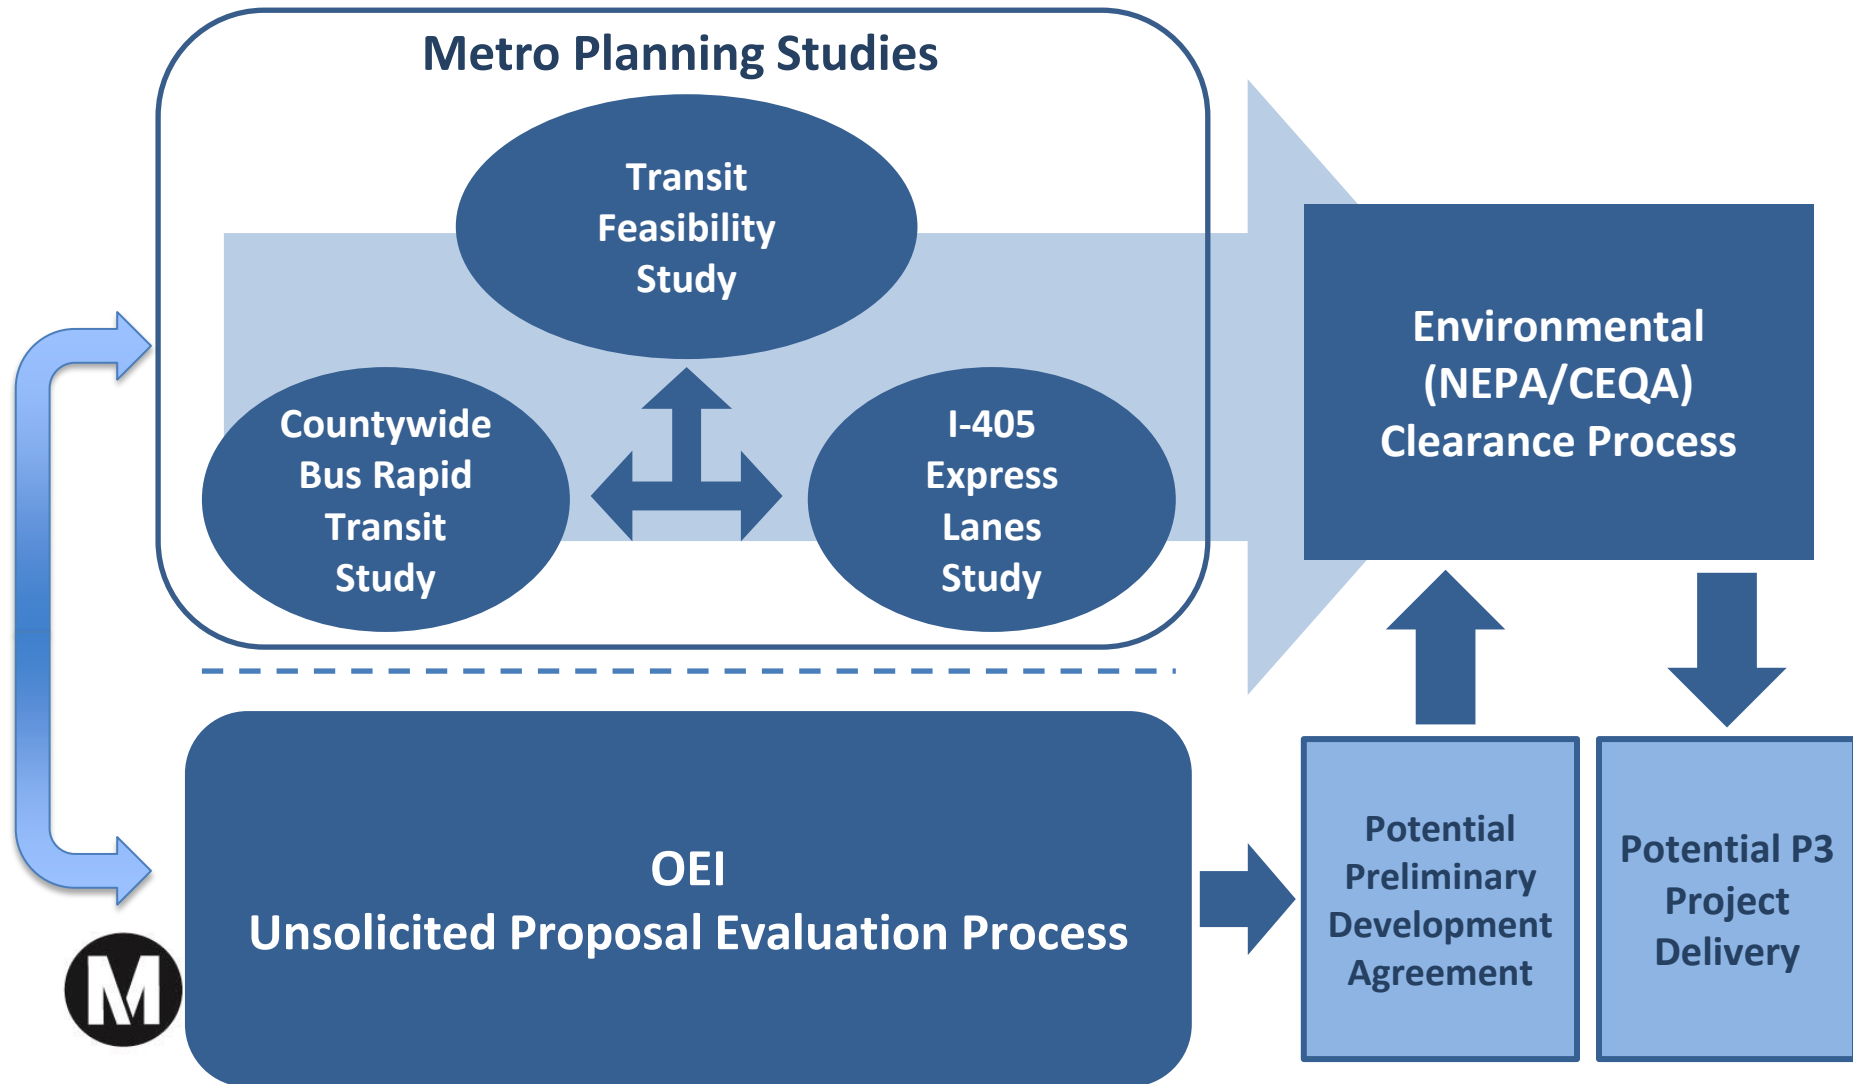 Metro Planning Studies
Transit
Feasibility
Study
Countywide
Bus Rapid
Transit
Study
I-405
Express
Lanes
Study
Environmental
(NEPA/CEQA)
Clearance Process
OEI
Unsolicited Proposal Evaluation Process
Potential
Preliminary
Development
Agreement
Potential P3
Project
Delivery
M